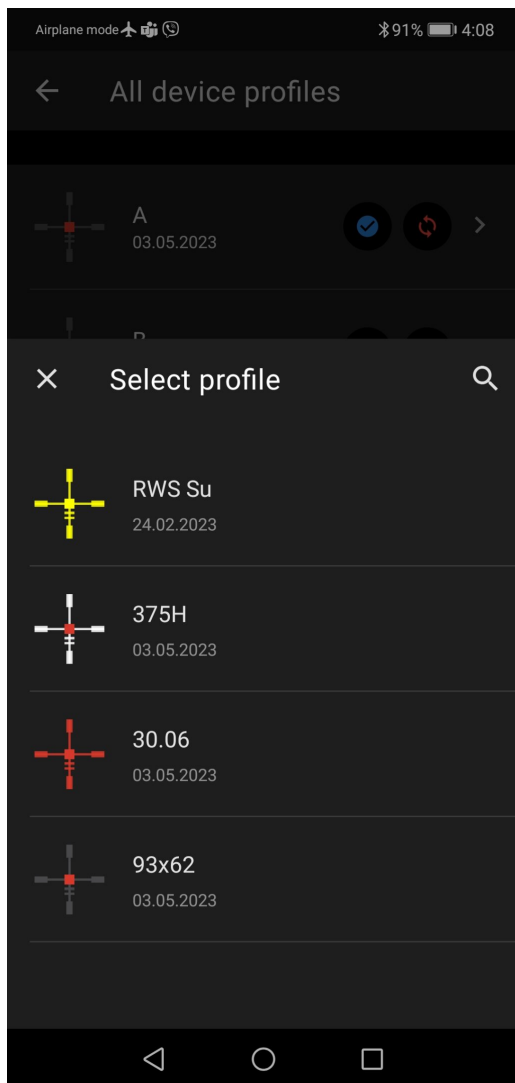 Airplane mode 91% 4:08
All device profiles
A
03.05.2023
Select profile
RWS Su
24.02.2023
375H
03.05.2023
30.06
03.05.2023
93x62
03.05.2023